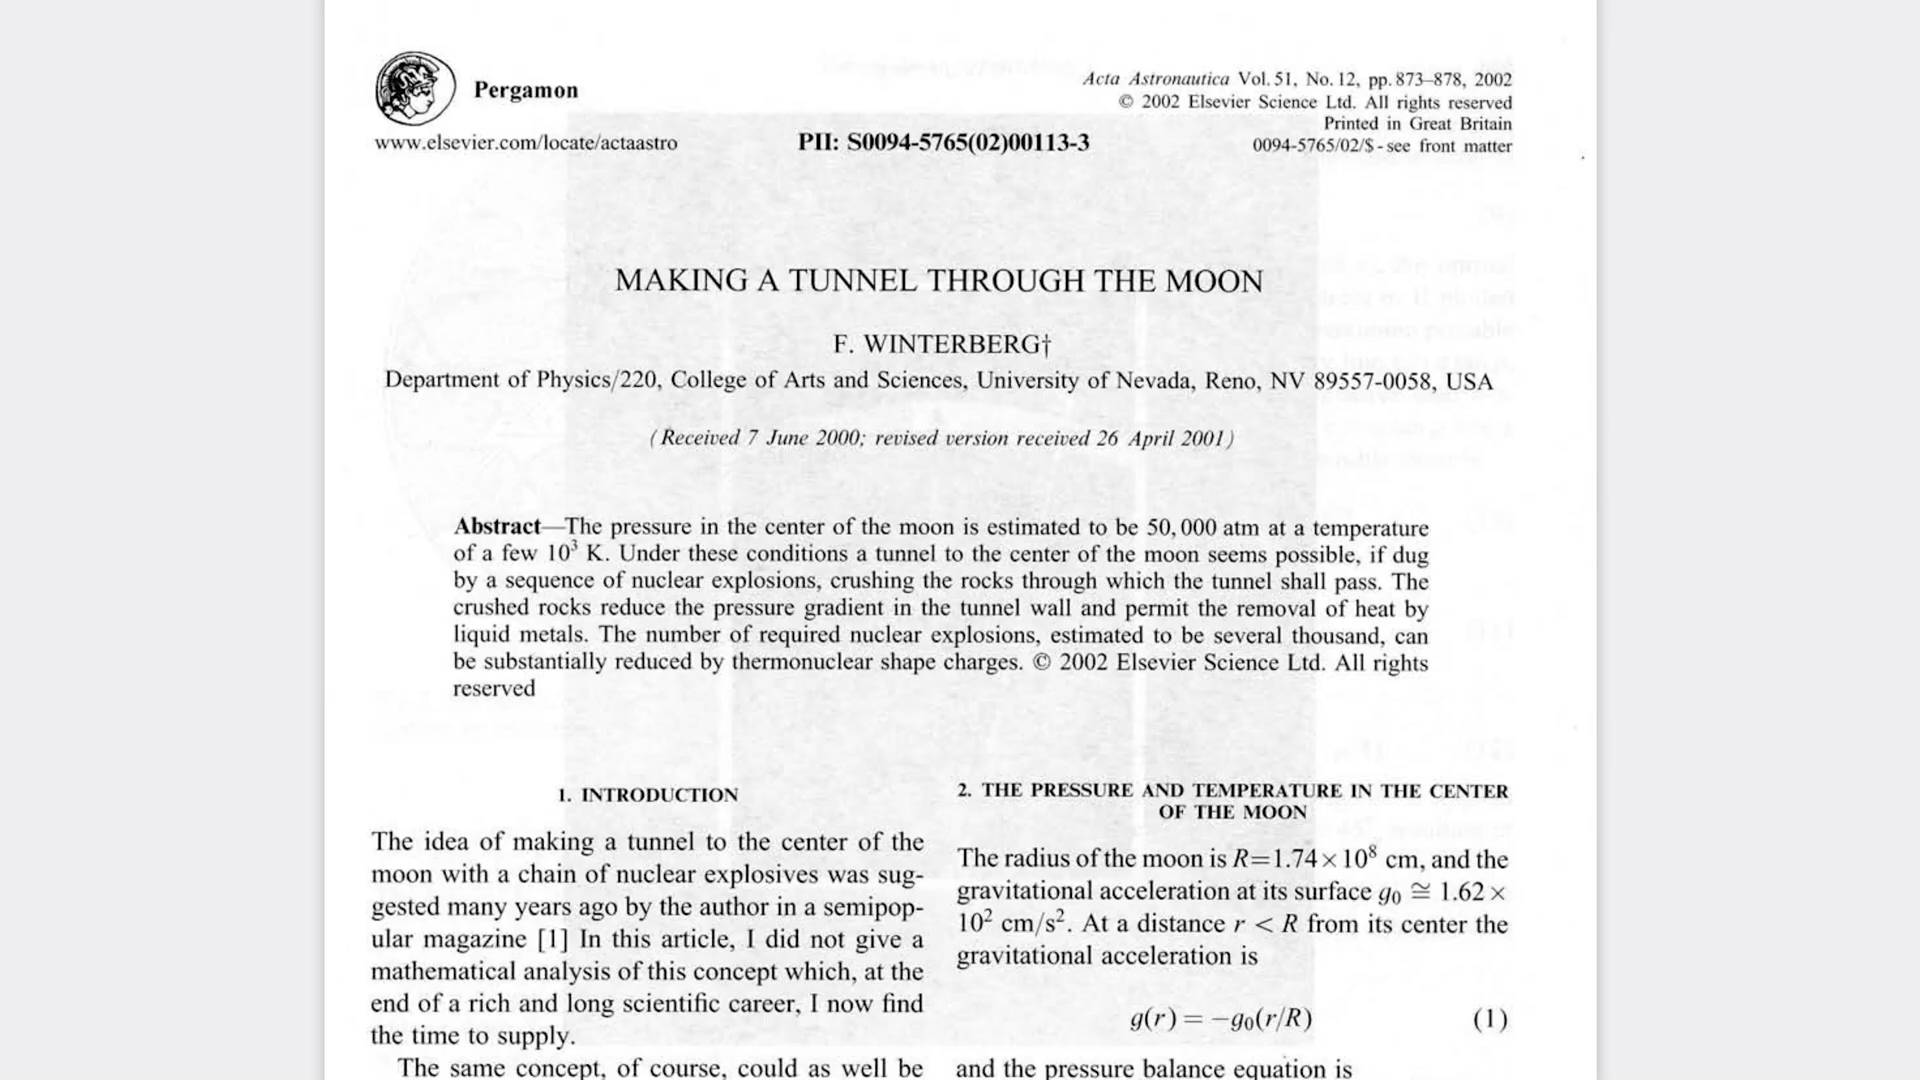 Pergamon
www.elsevier.com/locate/actaastro
PII: S0094-5765(02)00113-3
Acta Astronautica Vol. 51, No. 12, pp. 873–878, 2002
© 2002 Elsevier Science Ltd. All rights reserved
Printed in Great Britain
0094-5765/02/$ - see front matter
MAKING A TUNNEL THROUGH THE MOON
F. WINTERBERG†
Department of Physics/220, College of Arts and Sciences, University of Nevada, Reno, NV 89557-0058, USA
(Received 7 June 2000; revised version received 26 April 2001)
Abstract—The pressure in the center of the moon is estimated to be 50,000 atm at a temperature
of a few 10³ K. Under these conditions a tunnel to the center of the moon seems possible, if dug
by a sequence of nuclear explosions, crushing the rocks through which the tunnel shall pass. The
crushed rocks reduce the pressure gradient in the tunnel wall and permit the removal of heat by
liquid metals. The number of required nuclear explosions, estimated to be several thousand, can
be substantially reduced by thermonuclear shape charges. © 2002 Elsevier Science Ltd. All rights
reserved
1. INTRODUCTION
The idea of making a tunnel to the center of the
moon with a chain of nuclear explosives was sug-
gested many years ago by the author in a semipop-
ular magazine [1] In this article, I did not give a
mathematical analysis of this concept which, at the
end of a rich and long scientific career, I now find
the time to supply.
The same concept, of course, could as well be
2. THE PRESSURE AND TEMPERATURE IN THE CENTER
OF THE MOON
The radius of the moon is R=1.74×10⁸ cm, and the
gravitational acceleration at its surface g₀ ≅ 1.62×
10² cm/s². At a distance r < R from its center the
gravitational acceleration is
g(r) = −g₀(r/R) (1)
and the pressure balance equation is